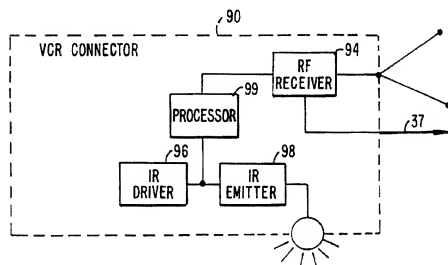 90
VCR CONNECTOR
94
RF
RECEIVER
99
PROCESSOR
37
96
IR
DRIVER
98
IR
EMITTER